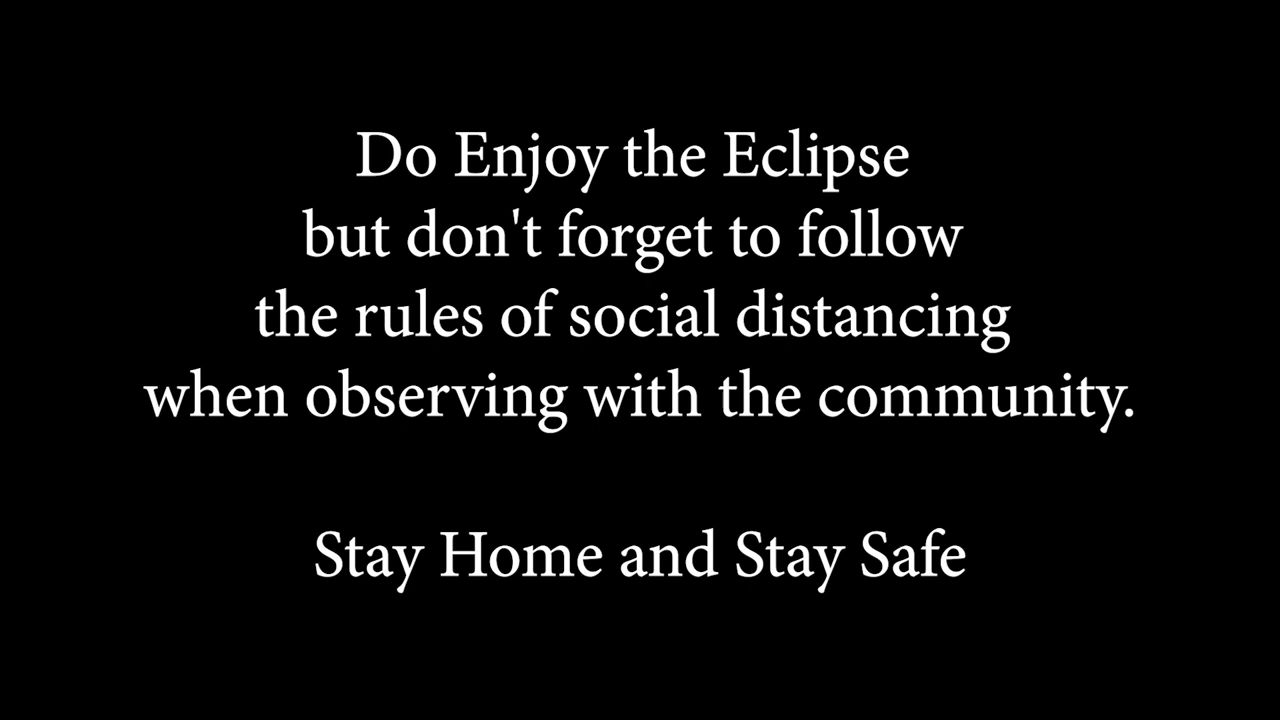 Do Enjoy the Eclipse
but don't forget to follow
the rules of social distancing
when observing with the community.
Stay Home and Stay Safe